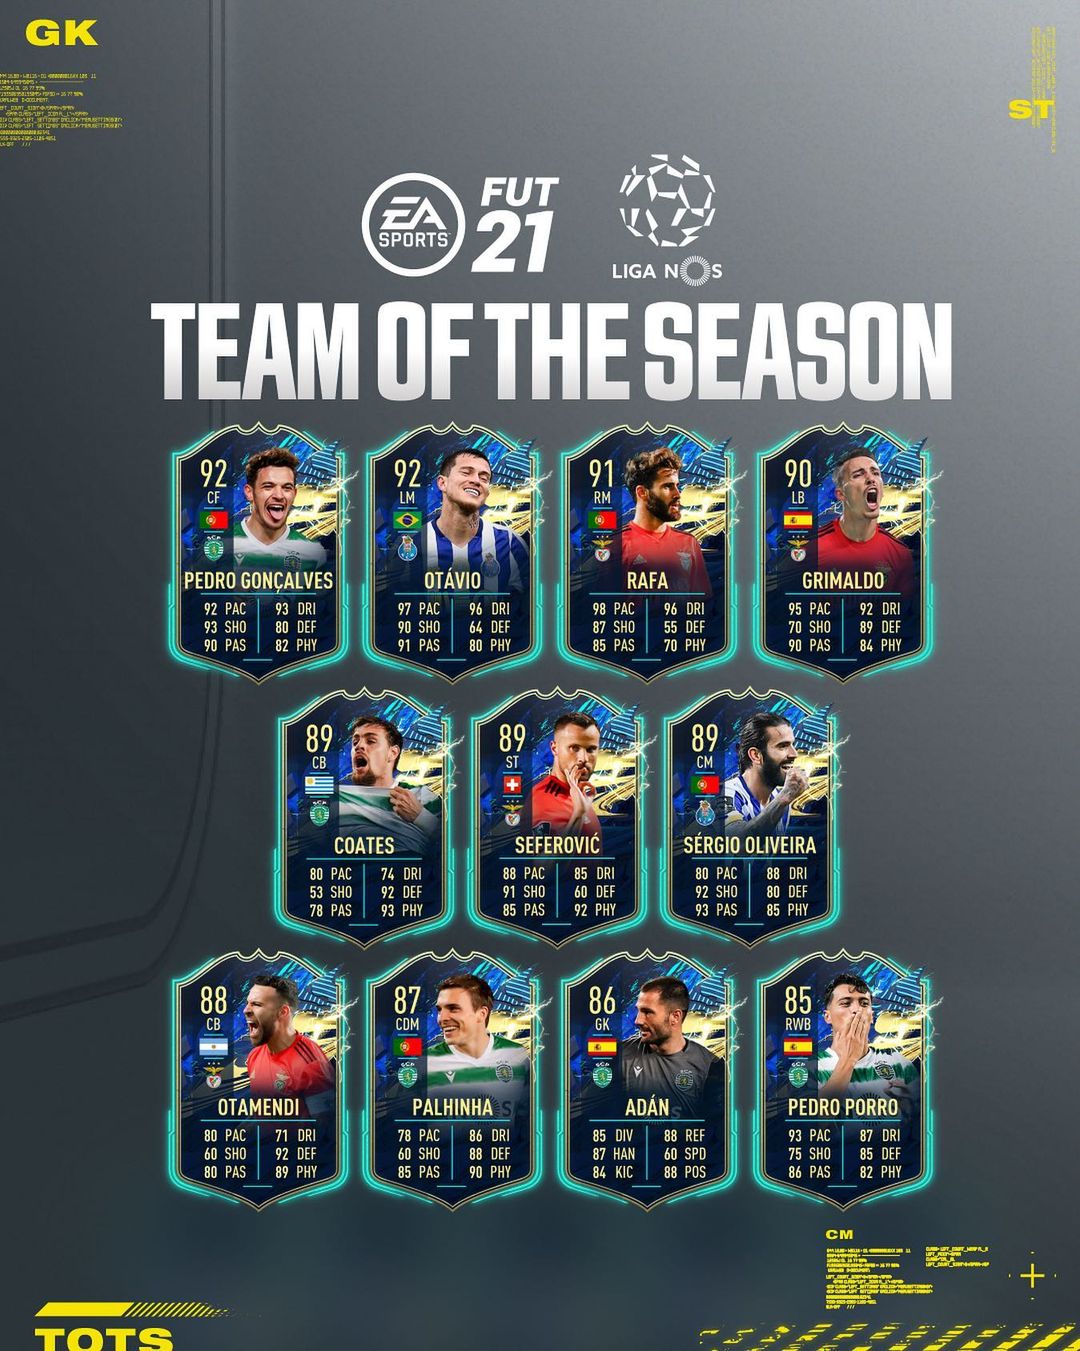 GK
ST
EA SPORTS
FUT 21
LIGA NOS
TEAM OF THE SEASON
92
CF
PEDRO GONÇALVES
92 PAC 93 DRI
93 SHO 80 DEF
90 PAS 82 PHY
92
LM
OTÁVIO
97 PAC 96 DRI
90 SHO 64 DEF
91 PAS 80 PHY
91
RM
RAFA
98 PAC 96 DRI
87 SHO 55 DEF
85 PAS 70 PHY
90
LB
GRIMALDO
95 PAC 92 DRI
70 SHO 89 DEF
90 PAS 84 PHY
89
CB
COATES
80 PAC 74 DRI
53 SHO 92 DEF
78 PAS 93 PHY
89
ST
SEFEROVIĆ
88 PAC 85 DRI
91 SHO 60 DEF
85 PAS 92 PHY
89
CM
SÉRGIO OLIVEIRA
80 PAC 88 DRI
92 SHO 80 DEF
93 PAS 85 PHY
88
CB
OTAMENDI
80 PAC 71 DRI
60 SHO 92 DEF
80 PAS 89 PHY
87
CDM
PALHINHA
78 PAC 86 DRI
60 SHO 88 DEF
85 PAS 90 PHY
86
GK
ADÁN
85 DIV 88 REF
87 HAN 60 SPD
84 KIC 88 POS
85
RWB
PEDRO PORRO
93 PAC 87 DRI
75 SHO 85 DEF
86 PAS 82 PHY
CM
TOTS